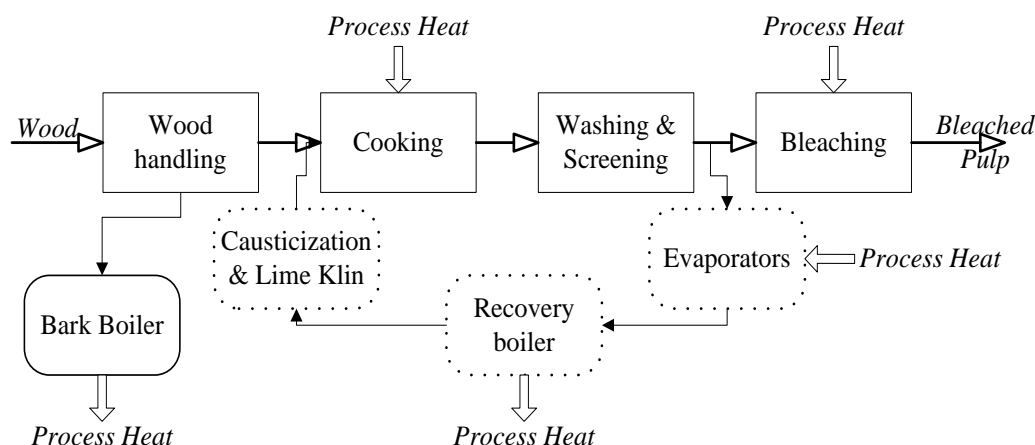 Process Heat
Process Heat
Wood
Wood
handling
Cooking
Washing &
Screening
Bleaching
Bleached
Pulp
Causticization
& Lime Klin
Evaporators
Process Heat
Bark Boiler
Recovery
boiler
Process Heat
Process Heat